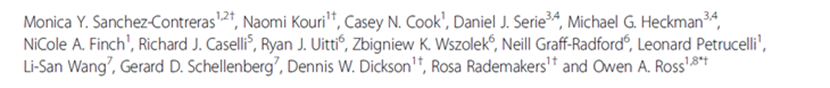 Monica Y. Sanchez-Contreras1,2†, Naomi Kouri1†, Casey N. Cook1, Daniel J. Serie3,4, Michael G. Heckman3,4,
NiCole A. Finch1, Richard J. Caselli5, Ryan J. Uitti6, Zbigniew K. Wszolek6, Neill Graff-Radford6, Leonard Petrucelli1,
Li-San Wang7, Gerard D. Schellenberg7, Dennis W. Dickson1†, Rosa Rademakers1† and Owen A. Ross1,8*†